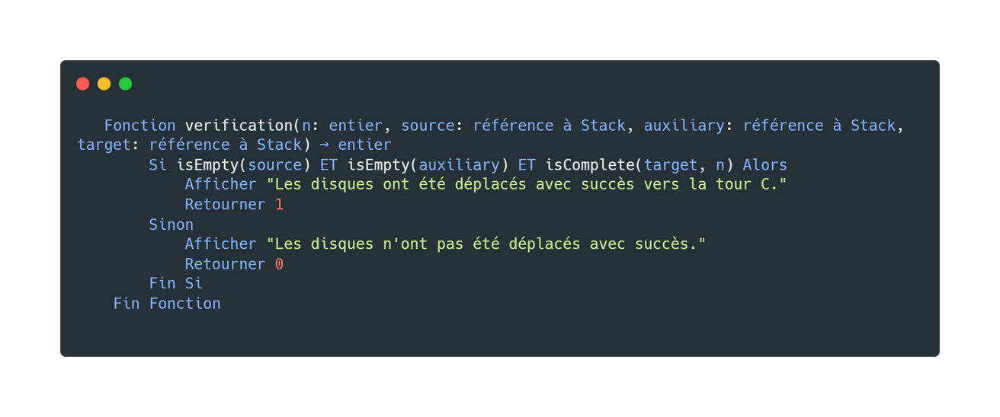 Fonction verification(n: entier, source: référence à Stack, auxiliary: référence à Stack,
target: référence à Stack) → entier
Si isEmpty(source) ET isEmpty(auxiliary) ET isComplete(target, n) Alors
Afficher "Les disques ont été déplacés avec succès vers la tour C."
Retourner 1
Sinon
Afficher "Les disques n'ont pas été déplacés avec succès."
Retourner 0
Fin Si
Fin Fonction